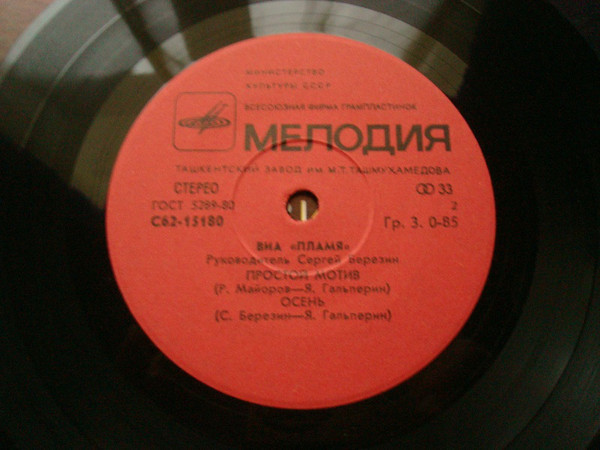 МИНИСТЕРСТВО
КУЛЬТУРЫ СССР
ВСЕСОЮЗНАЯ ФИРМА ГРАМПЛАСТИНОК
МЕЛОДИЯ
ТАШКЕНТСКИЙ ЗАВОД ИМ. М.Т. ТАШМУХАМЕДОВА
СТЕРЕО 33
ГОСТ 5289-80 2
С62-15180 Гр. 3. 0-85
ВИА «ПЛАМЯ»
Руководитель Сергей Березин
ПРОСТОЙ МОТИВ
(Р. Майоров—Я. Гальперин)
ОСЕНЬ
(С. Березин—Я. Гальперин)